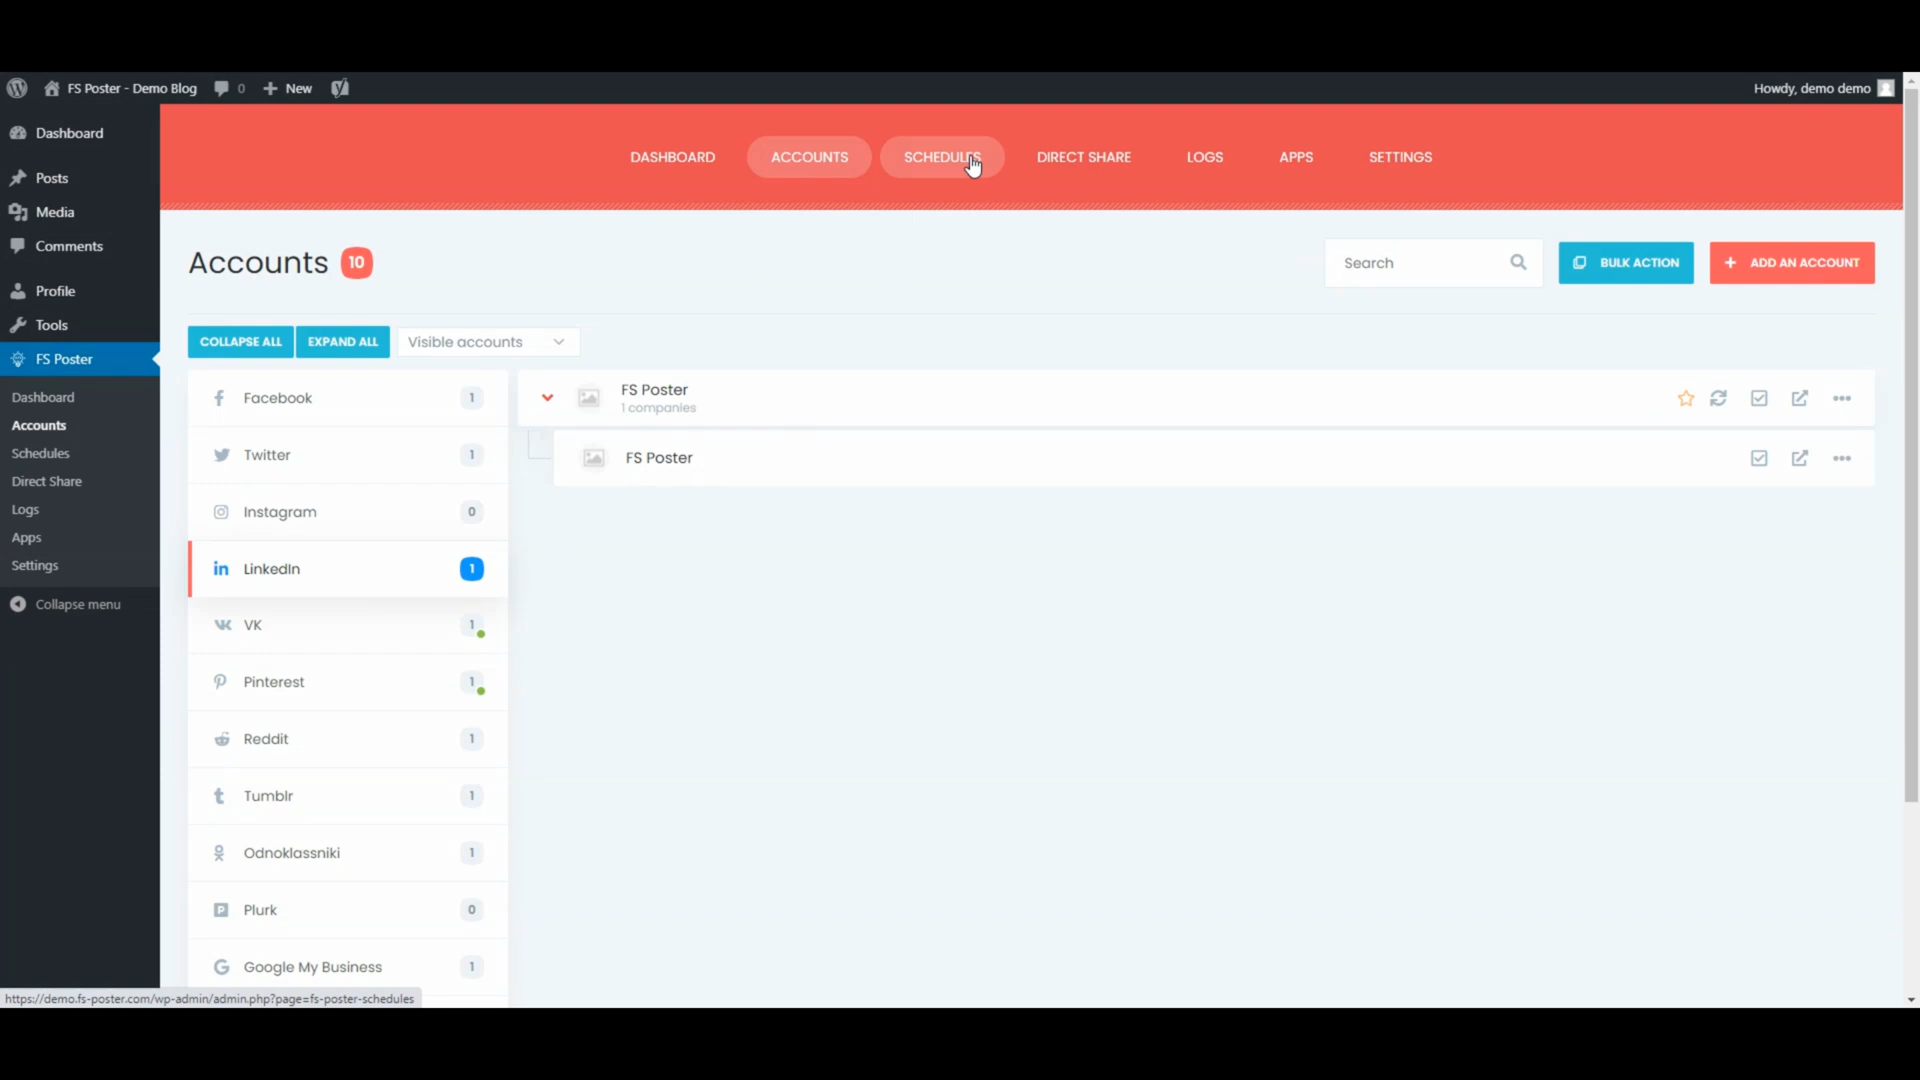 FS Poster - Demo Blog 0 New
Howdy, demo demo
Dashboard
Posts
Media
Comments
Profile
Tools
FS Poster
Dashboard
Accounts
Schedules
Direct Share
Logs
Apps
Settings
Collapse menu
DASHBOARD ACCOUNTS SCHEDULES DIRECT SHARE LOGS APPS SETTINGS
Accounts 10
Search
BULK ACTION
ADD AN ACCOUNT
COLLAPSE ALL EXPAND ALL Visible accounts
Facebook 1
Twitter 1
Instagram 0
LinkedIn 1
VK 1
Pinterest 1
Reddit 1
Tumblr 1
Odnoklassniki 1
Plurk 0
Google My Business 1
FS Poster
1 companies
FS Poster
https://demo.fs-poster.com/wp-admin/admin.php?page=fs-poster-schedules